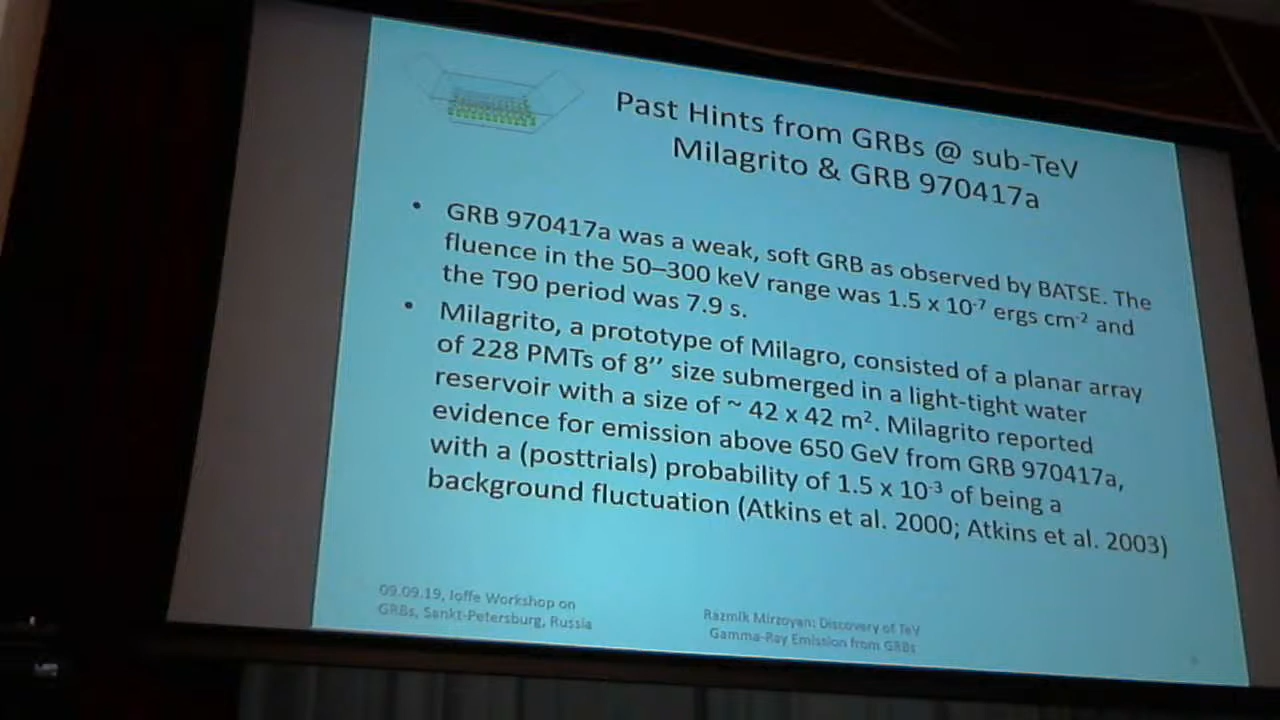 Past Hints from GRBs @ sub-TeV
Milagrito & GRB 970417a
• GRB 970417a was a weak, soft GRB as observed by BATSE. The
fluence in the 50–300 keV range was 1.5 x 10⁻⁷ ergs cm⁻² and
the T90 period was 7.9 s.
• Milagrito, a prototype of Milagro, consisted of a planar array
of 228 PMTs of 8’’ size submerged in a light-tight water
reservoir with a size of ~ 42 x 42 m². Milagrito reported
evidence for emission above 650 GeV from GRB 970417a,
with a (posttrials) probability of 1.5 x 10⁻³ of being a
background fluctuation (Atkins et al. 2000; Atkins et al. 2003)
09.09.19, Ioffe Workshop on
GRBs, Sankt-Petersburg, Russia
Razmik Mirzoyan: Discovery of TeV
Gamma-Ray Emission from GRBs